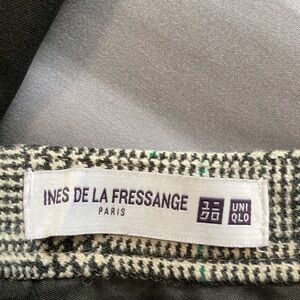 INES DE LA FRESSANGE
PARIS
ユニ
クロ
UNI
QLO